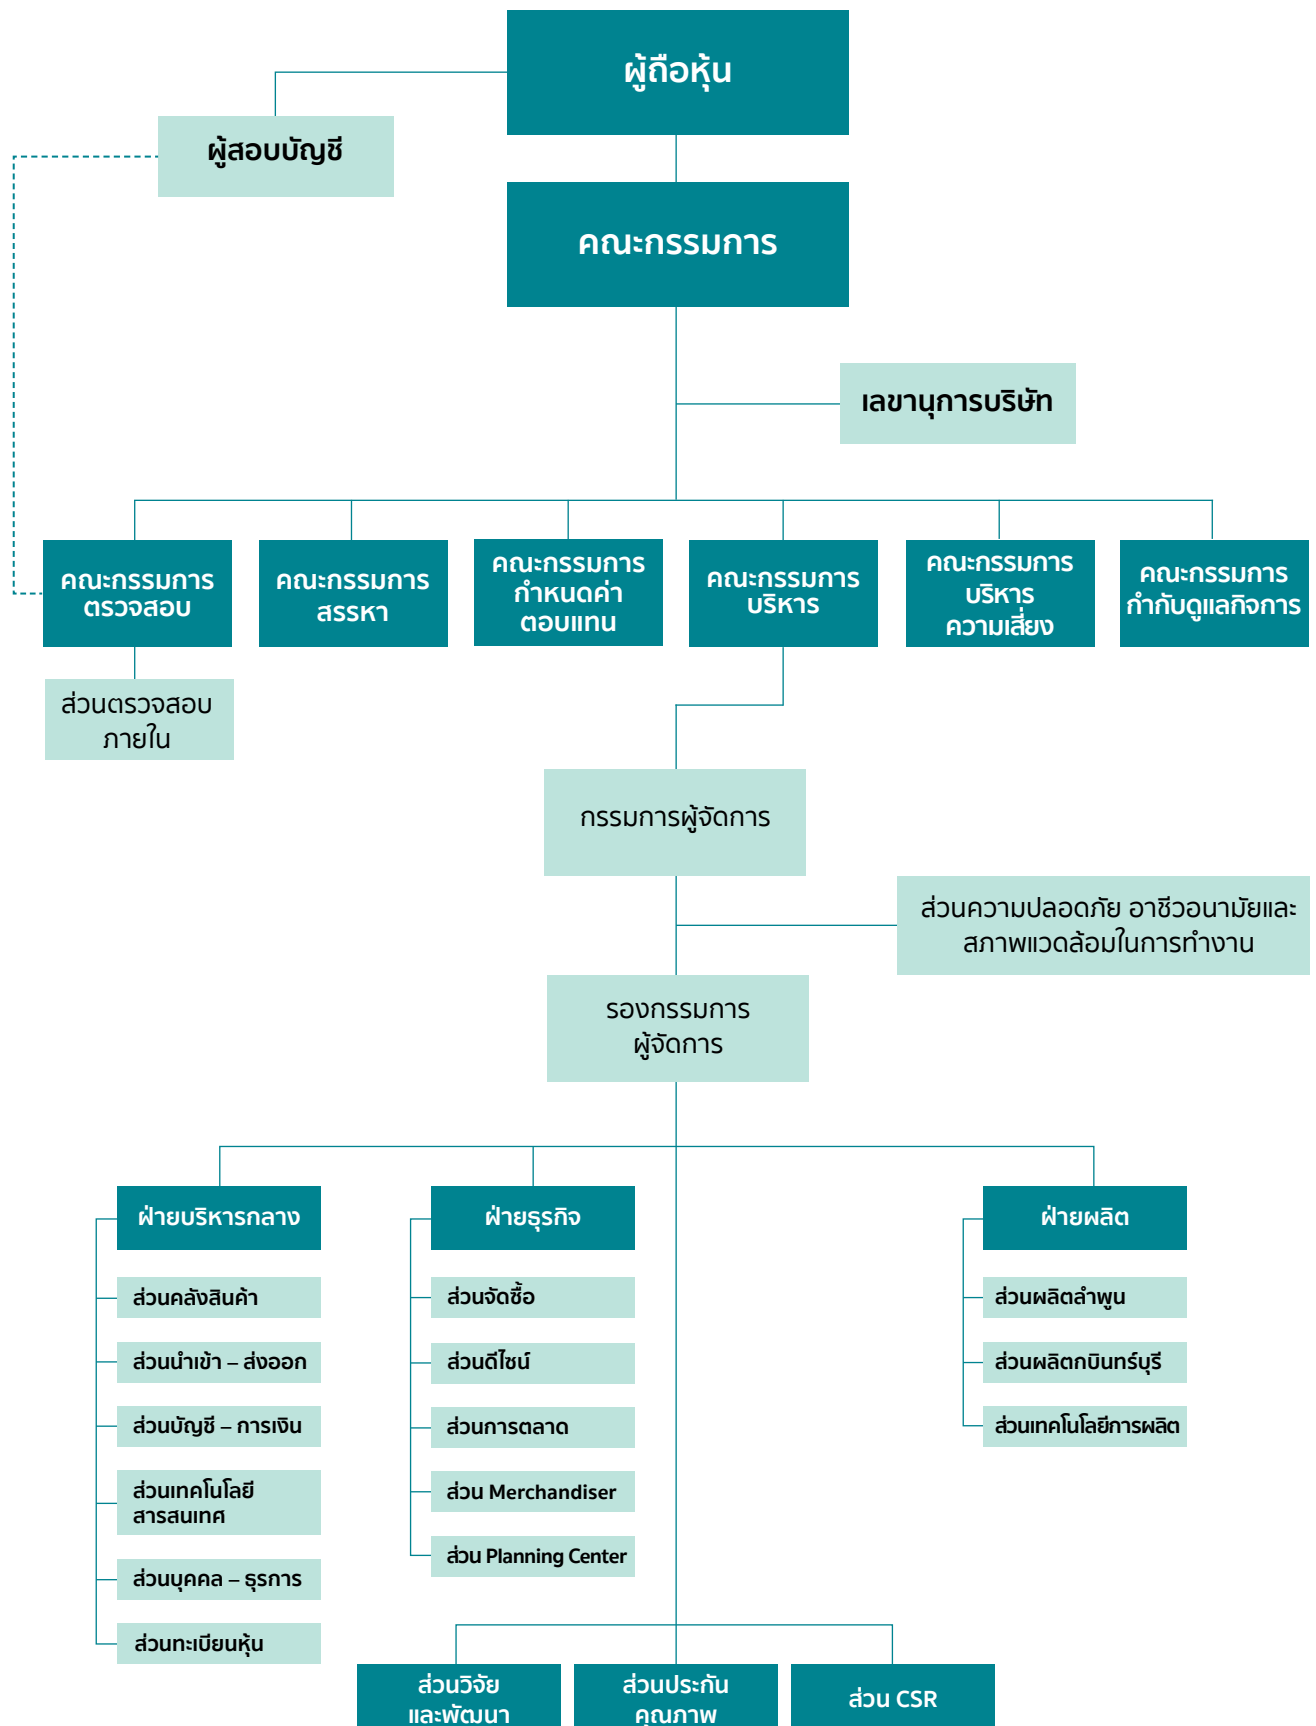 ผู้ถือหุ้น
ผู้สอบบัญชี
คณะกรรมการ
เลขานุการบริษัท
คณะกรรมการ
ตรวจสอบ
คณะกรรมการ
สรรหา
คณะกรรมการ
กำหนดค่า
ตอบแทน
คณะกรรมการ
บริหาร
คณะกรรมการ
บริหาร
ความเสี่ยง
คณะกรรมการ
กำกับดูแลกิจการ
ส่วนตรวจสอบ
ภายใน
กรรมการผู้จัดการ
ส่วนความปลอดภัย อาชีวอนามัยและ
สภาพแวดล้อมในการทำงาน
รองกรรมการ
ผู้จัดการ
ฝ่ายบริหารกลาง
ส่วนคลังสินค้า
ส่วนนำเข้า – ส่งออก
ส่วนบัญชี – การเงิน
ส่วนเทคโนโลยี
สารสนเทศ
ส่วนบุคคล – ธุรการ
ส่วนทะเบียนหุ้น
ฝ่ายธุรกิจ
ส่วนจัดซื้อ
ส่วนดีไซน์
ส่วนการตลาด
ส่วน Merchandiser
ส่วน Planning Center
ฝ่ายผลิต
ส่วนผลิตลำพูน
ส่วนผลิตกบินทร์บุรี
ส่วนเทคโนโลยีการผลิต
ส่วนวิจัย
และพัฒนา
ส่วนประกัน
คุณภาพ
ส่วน CSR